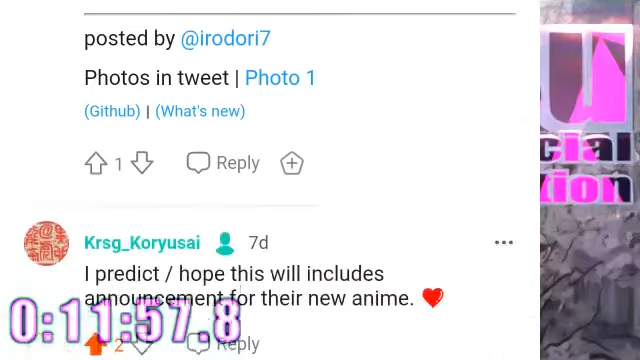 posted by @irodori7
Photos in tweet | Photo 1
(Github) | (What's new)
1 Reply
Krsg_Koryusai 7d
I predict / hope this will includes
announcement for their new anime. ❤️
0:11:57.8
2 Reply